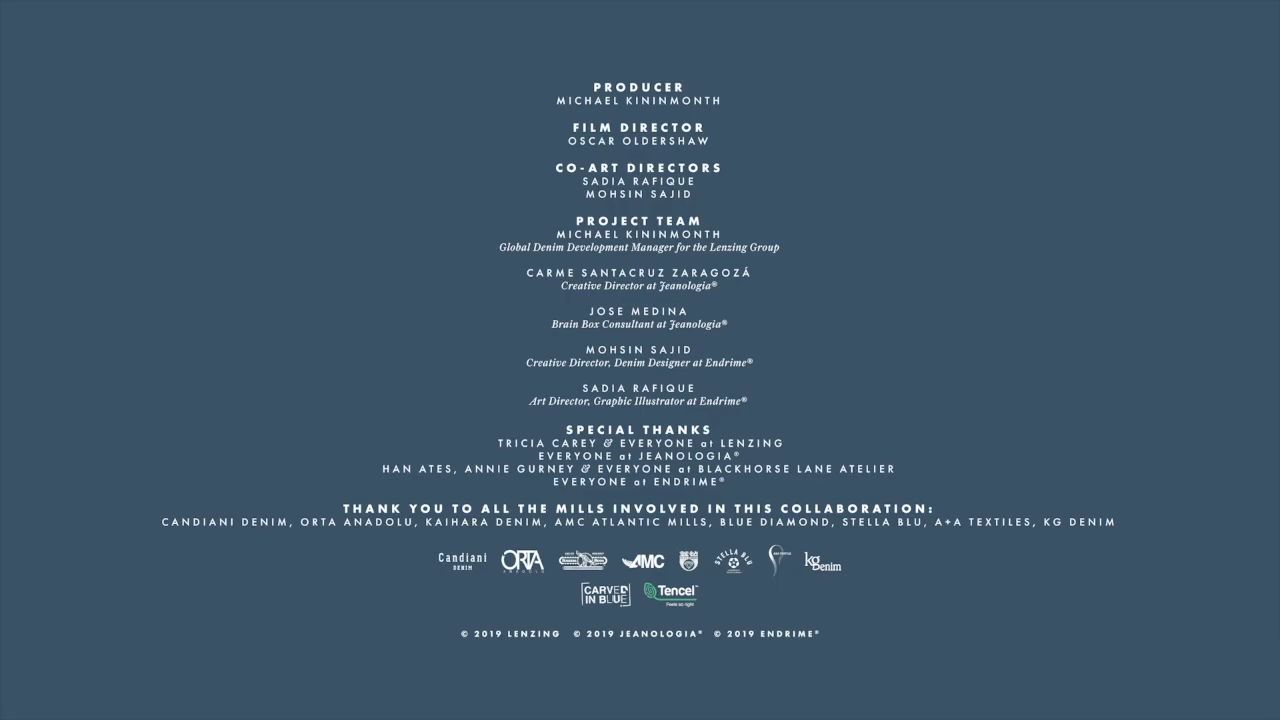 PRODUCER
MICHAEL KININMONTH
FILM DIRECTOR
OSCAR OLDERSHAW
CO-ART DIRECTORS
SADIA RAFIQUE
MOHSIN SAJID
PROJECT TEAM
MICHAEL KININMONTH
Global Denim Development Manager for the Lenzing Group
CARME SANTACRUZ ZARAGOZÁ
Creative Director at Jeanologia®
JOSE MEDINA
Brain Box Consultant at Jeanologia®
MOHSIN SAJID
Creative Director, Denim Designer at Endrime®
SADIA RAFIQUE
Art Director, Graphic Illustrator at Endrime®
SPECIAL THANKS
TRICIA CAREY & EVERYONE at LENZING
EVERYONE at JEANOLOGIA®
HAN ATES, ANNIE GURNEY & EVERYONE at BLACKHORSE LANE ATELIER
EVERYONE at ENDRIME®
THANK YOU TO ALL THE MILLS INVOLVED IN THIS COLLABORATION:
CANDIANI DENIM, ORTA ANADOLU, KAIHARA DENIM, AMC ATLANTIC MILLS, BLUE DIAMOND, STELLA BLU, A+A TEXTILES, KG DENIM
Candiani DENIM
ORTA ANADOLU
AMC
STELLA BLU
kg Denim
CARVED IN BLUE
Tencel™
Feels so right
© 2019 LENZING © 2019 JEANOLOGIA® © 2019 ENDRIME®